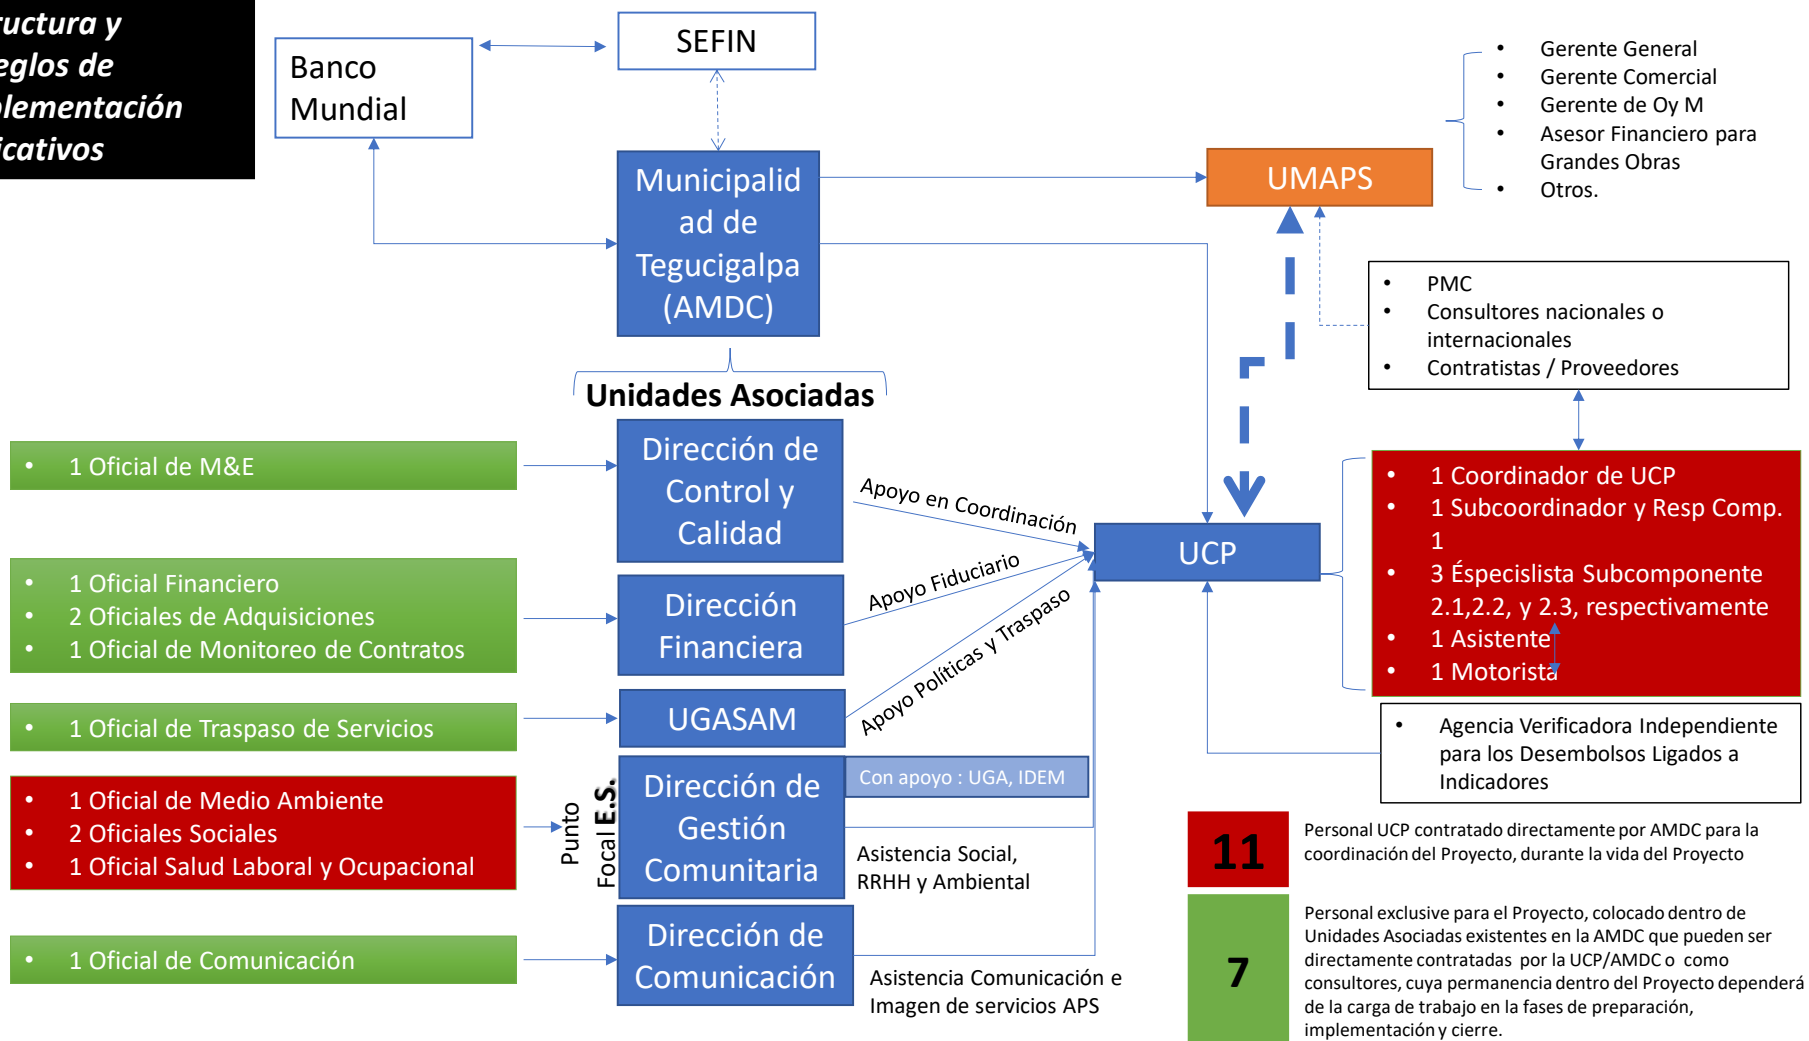 ructura y
eglos de
plementación
icativos
Banco
Mundial
SEFIN
Municipalid
ad de
Tegucigalpa
(AMDC)
UMAPS
• Gerente General
• Gerente Comercial
• Gerente de Oy M
• Asesor Financiero para
Grandes Obras
• Otros.
• PMC
• Consultores nacionales o
internacionales
• Contratistas / Proveedores
Unidades Asociadas
• 1 Oficial de M&E
Dirección de
Control y
Calidad
Apoyo en Coordinación
• 1 Oficial Financiero
• 2 Oficiales de Adquisiciones
• 1 Oficial de Monitoreo de Contratos
Dirección
Financiera
Apoyo Fiduciario
• 1 Oficial de Traspaso de Servicios
UGASAM
Apoyo Políticas y Traspaso
UCP
• 1 Coordinador de UCP
• 1 Subcoordinador y Resp Comp.
1
• 3 Éspecislista Subcomponente
2.1,2.2, y 2.3, respectivamente
• 1 Asistente
• 1 Motorista
• Agencia Verificadora Independiente
para los Desembolsos Ligados a
Indicadores
• 1 Oficial de Medio Ambiente
• 2 Oficiales Sociales
• 1 Oficial Salud Laboral y Ocupacional
Punto
Focal E.S.
Dirección de
Gestión
Comunitaria
Con apoyo : UGA, IDEM
Asistencia Social,
RRHH y Ambiental
• 1 Oficial de Comunicación
Dirección de
Comunicación
Asistencia Comunicación e
Imagen de servicios APS
11
Personal UCP contratado directamente por AMDC para la
coordinación del Proyecto, durante la vida del Proyecto
7
Personal exclusive para el Proyecto, colocado dentro de
Unidades Asociadas existentes en la AMDC que pueden ser
directamente contratadas por la UCP/AMDC o como
consultores, cuya permanencia dentro del Proyecto dependerá
de la carga de trabajo en la fases de preparación,
implementación y cierre.